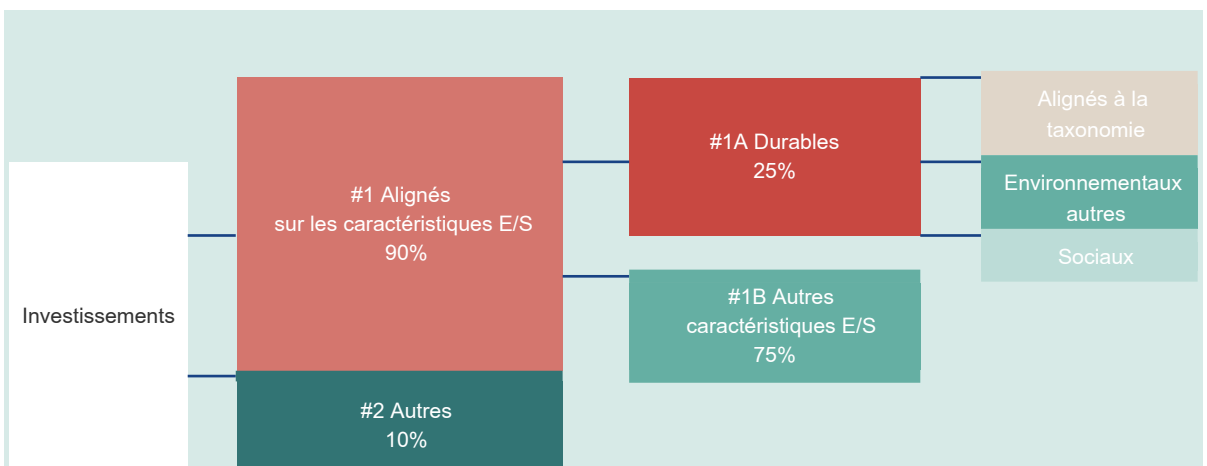 Investissements
#1 Alignés
sur les caractéristiques E/S
90%
#2 Autres
10%
#1A Durables
25%
#1B Autres
caractéristiques E/S
75%
Alignés à la
taxonomie
Environnementaux
autres
Sociaux